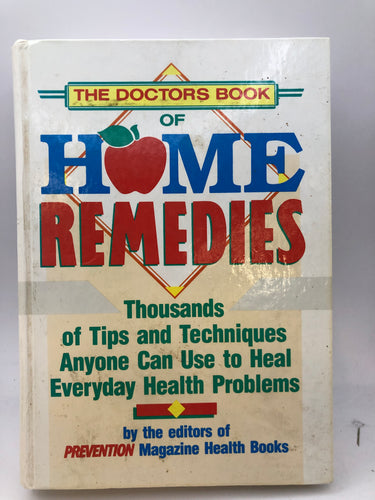 THE DOCTORS BOOK
OF
HOME
REMEDIES
Thousands
of Tips and Techniques
Anyone Can Use to Heal
Everyday Health Problems
by the editors of
PREVENTION Magazine Health Books